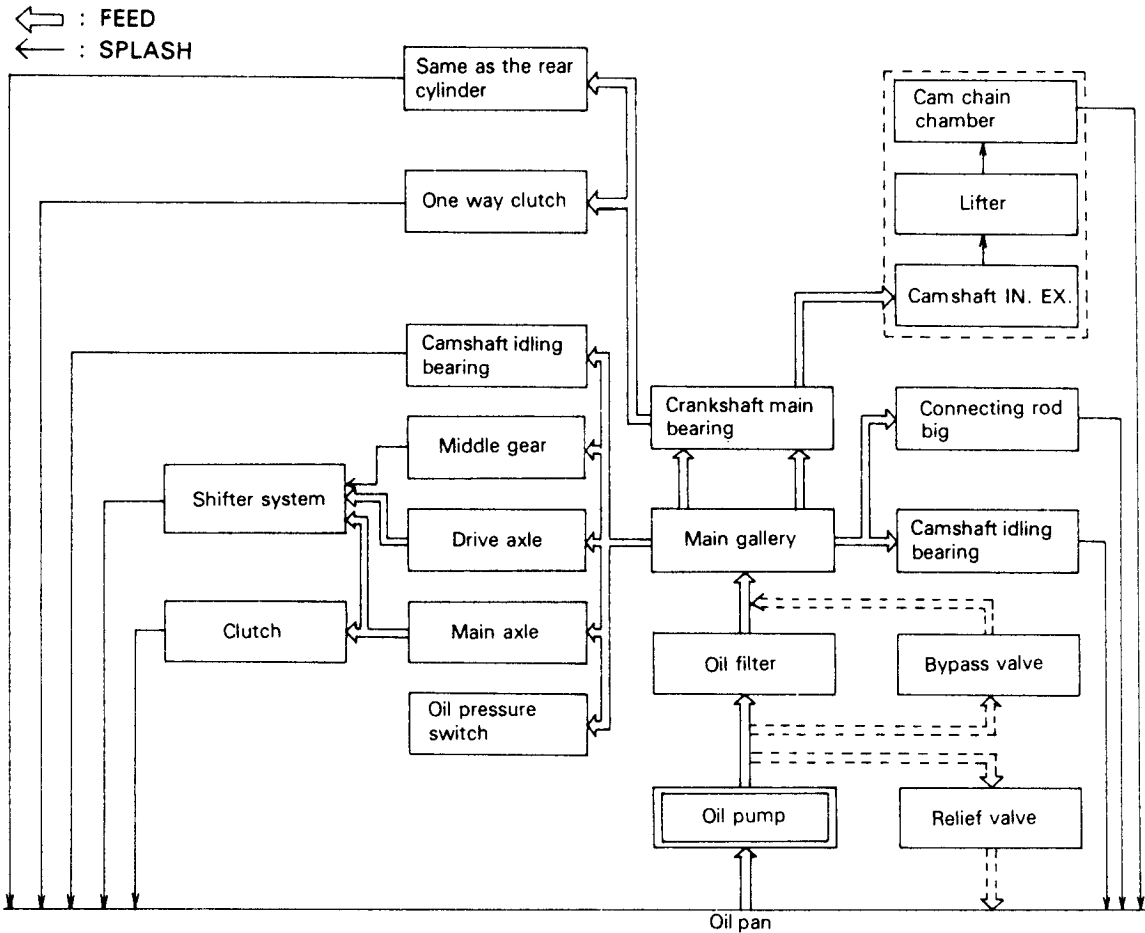 : FEED
: SPLASH
Same as the rear
cylinder
Cam chain
chamber
One way clutch
Lifter
Camshaft IN. EX.
Camshaft idling
bearing
Crankshaft main
bearing
Connecting rod
big
Middle gear
Shifter system
Drive axle
Main gallery
Camshaft idling
bearing
Clutch
Main axle
Oil filter
Bypass valve
Oil pressure
switch
Oil pump
Relief valve
Oil pan